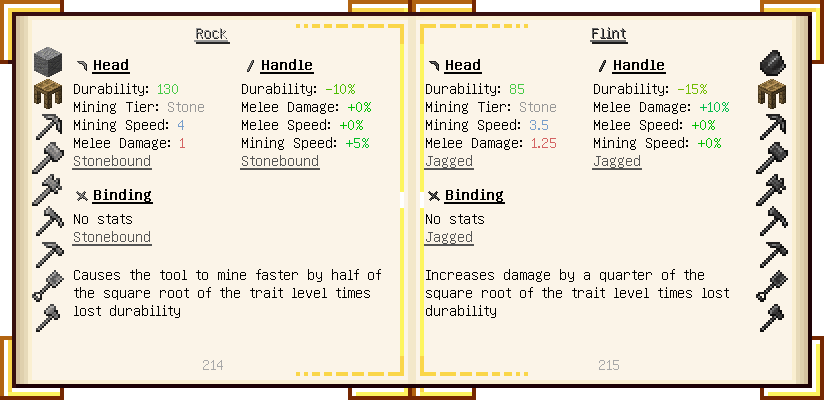 Rock
Head
Durability: 130
Mining Tier: Stone
Mining Speed: 4
Melee Damage: 1
Stonebound
Handle
Durability: -10%
Melee Damage: +0%
Melee Speed: +0%
Mining Speed: +5%
Stonebound
Binding
No stats
Stonebound
Causes the tool to mine faster by half of
the square root of the trait level times
lost durability
214
Flint
Head
Durability: 85
Mining Tier: Stone
Mining Speed: 3.5
Melee Damage: 1.25
Jagged
Handle
Durability: -15%
Melee Damage: +10%
Melee Speed: +0%
Mining Speed: +0%
Jagged
Binding
No stats
Jagged
Increases damage by a quarter of the
square root of the trait level times lost
durability
215